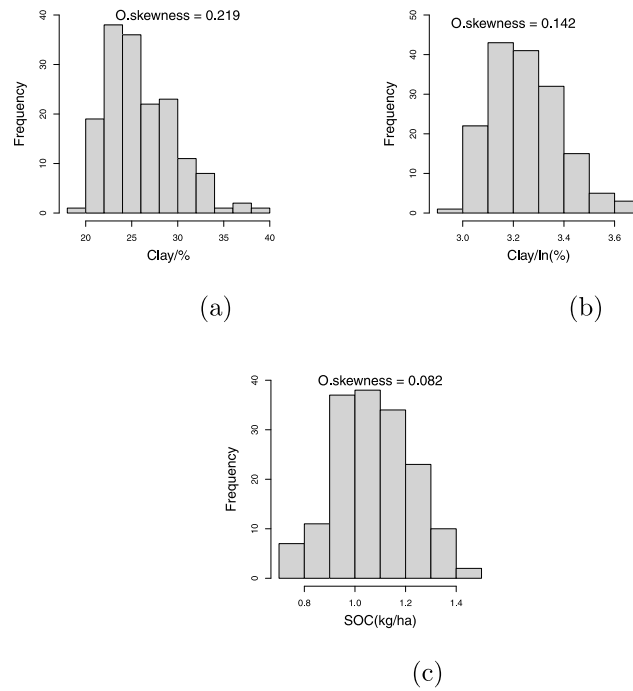 O.skewness = 0.219
40
30
20
10
0
Frequency
20 25 30 35 40
Clay/%
(a)
O.skewness = 0.142
50
40
30
20
10
0
Frequency
3.0 3.2 3.4 3.6
Clay/ln(%)
(b)
O.skewness = 0.082
40
30
20
10
0
Frequency
0.8 1.0 1.2 1.4
SOC(kg/ha)
(c)